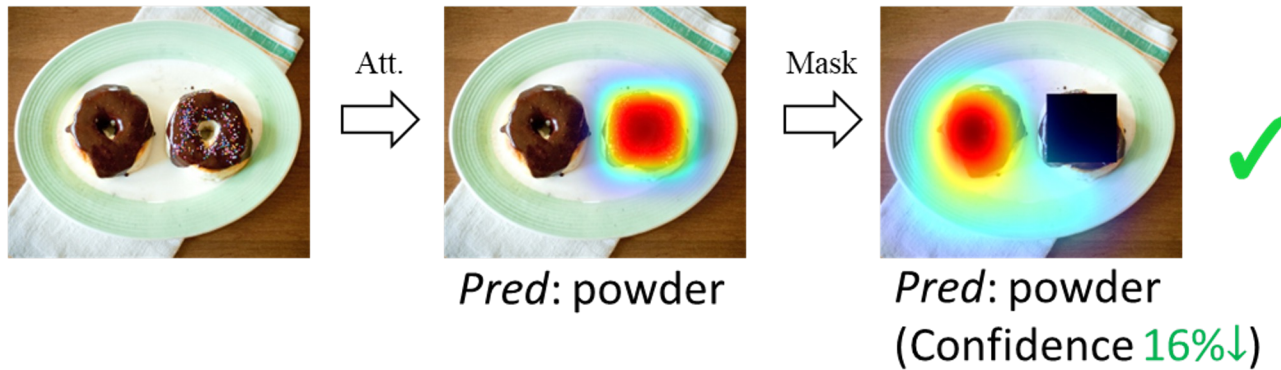 Att.
Mask
Pred: powder
Pred: powder
(Confidence 16%↓)